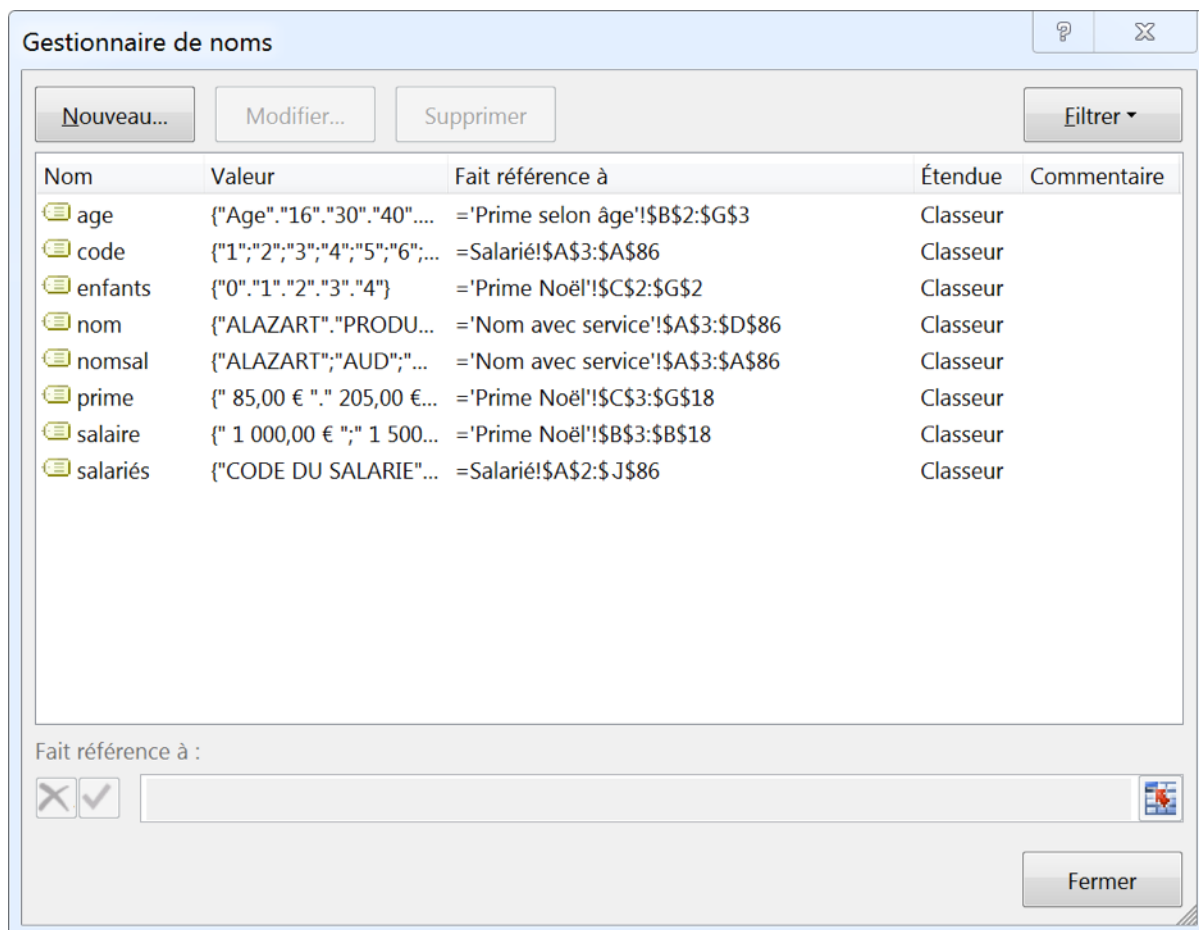 Gestionnaire de noms
Nouveau... Modifier... Supprimer Filtrer
Nom Valeur Fait référence à Étendue Commentaire
age {"Age"."16"."30"."40".... ='Prime selon âge'!$B$2:$G$3 Classeur
code {"1";"2";"3";"4";"5";"6";... =Salarié!$A$3:$A$86 Classeur
enfants {"0"."1"."2"."3"."4"} ='Prime Noël'!$C$2:$G$2 Classeur
nom {"ALAZART"."PRODU... ='Nom avec service'!$A$3:$D$86 Classeur
nomsal {"ALAZART";"AUD";"... ='Nom avec service'!$A$3:$A$86 Classeur
prime {" 85,00 € "." 205,00 €... ='Prime Noël'!$C$3:$G$18 Classeur
salaire {" 1 000,00 € ";" 1 500... ='Prime Noël'!$B$3:$B$18 Classeur
salariés {"CODE DU SALARIE"... =Salarié!$A$2:$J$86 Classeur
Fait référence à :
Fermer